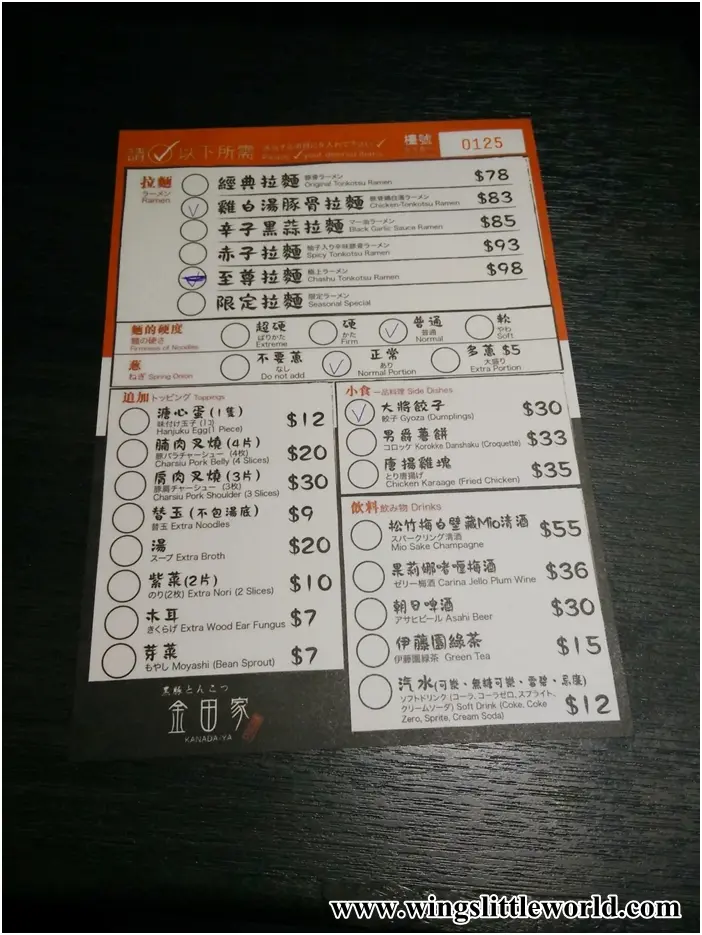 請 以下所需
檯號
0125
拉麵
ラーメン
Ramen
經典拉麵 豚骨ラーメン Original Tonkotsu Ramen $78
雞白湯豚骨拉麵 Chicken-Tonkotsu Ramen $83
辛子黑蒜拉麵 マー油ラーメン Black Garlic Sauce Ramen $85
赤子拉麵 柚子入り辛味豚骨ラーメン Spicy Tonkotsu Ramen $93
至尊拉麵 極上ラーメン Chashu Tonkotsu Ramen $98
限定拉麵 限定ラーメン Seasonal Special
麵的硬度
麺の硬さ
Firmness of Noodles
超硬 ばりかた Extreme
硬 かた Firm
普通 普通 Normal
軟 やわ Soft
蔥
ねぎ Spring Onion
不要蔥 なし Do not add
正常 あり Normal Portion
多蔥 $5 大盛り Extra Portion
追加 トッピング Toppings
溏心蛋(1隻)
味付け玉子(1コ)
Hanjuku Egg(1 Piece)
$12
腩肉叉燒(4片)
豚バラチャーシュー (4枚)
Charsiu Pork Belly (4 Slices)
$20
肩肉叉燒(3片)
豚肩チャーシュー (3枚)
Charsiu Pork Shoulder (3 Slices)
$30
替玉(不包湯底)
替玉 Extra Noodles
$9
湯
スープ Extra Broth
$20
紫菜(2片)
のり(2枚) Extra Nori (2 Slices)
$10
木耳
きくらげ Extra Wood Ear Fungus
$7
芽菜
もやし Moyashi (Bean Sprout)
$7
小食 一品料理 Side Dishes
大將餃子
餃子 Gyoza (Dumplings)
$30
男爵薯餅
コロッケ Korokke Danshaku (Croquette)
$33
唐揚雞塊
とり唐揚げ
Chicken Karaage (Fried Chicken)
$35
飲料 飲み物 Drinks
松竹梅白壁藏Mio清酒
スパークリング清酒
Mio Sake Champagne
$55
果莉娜啫喱梅酒
ゼリー梅酒 Carina Jello Plum Wine
$36
朝日啤酒
アサヒビール Asahi Beer
$30
伊藤園綠茶
伊藤園緑茶 Green Tea
$15
汽水(可樂、無糖可樂、雪碧、忌廉)
ソフトドリンク (コーラ、コーラゼロ、スプライト、
クリームソーダ) Soft Drink (Coke, Coke
Zero, Sprite, Cream Soda)
$12
黒豚とんこつ
金田家
KANADA-YA
www.wingslittleworld.com